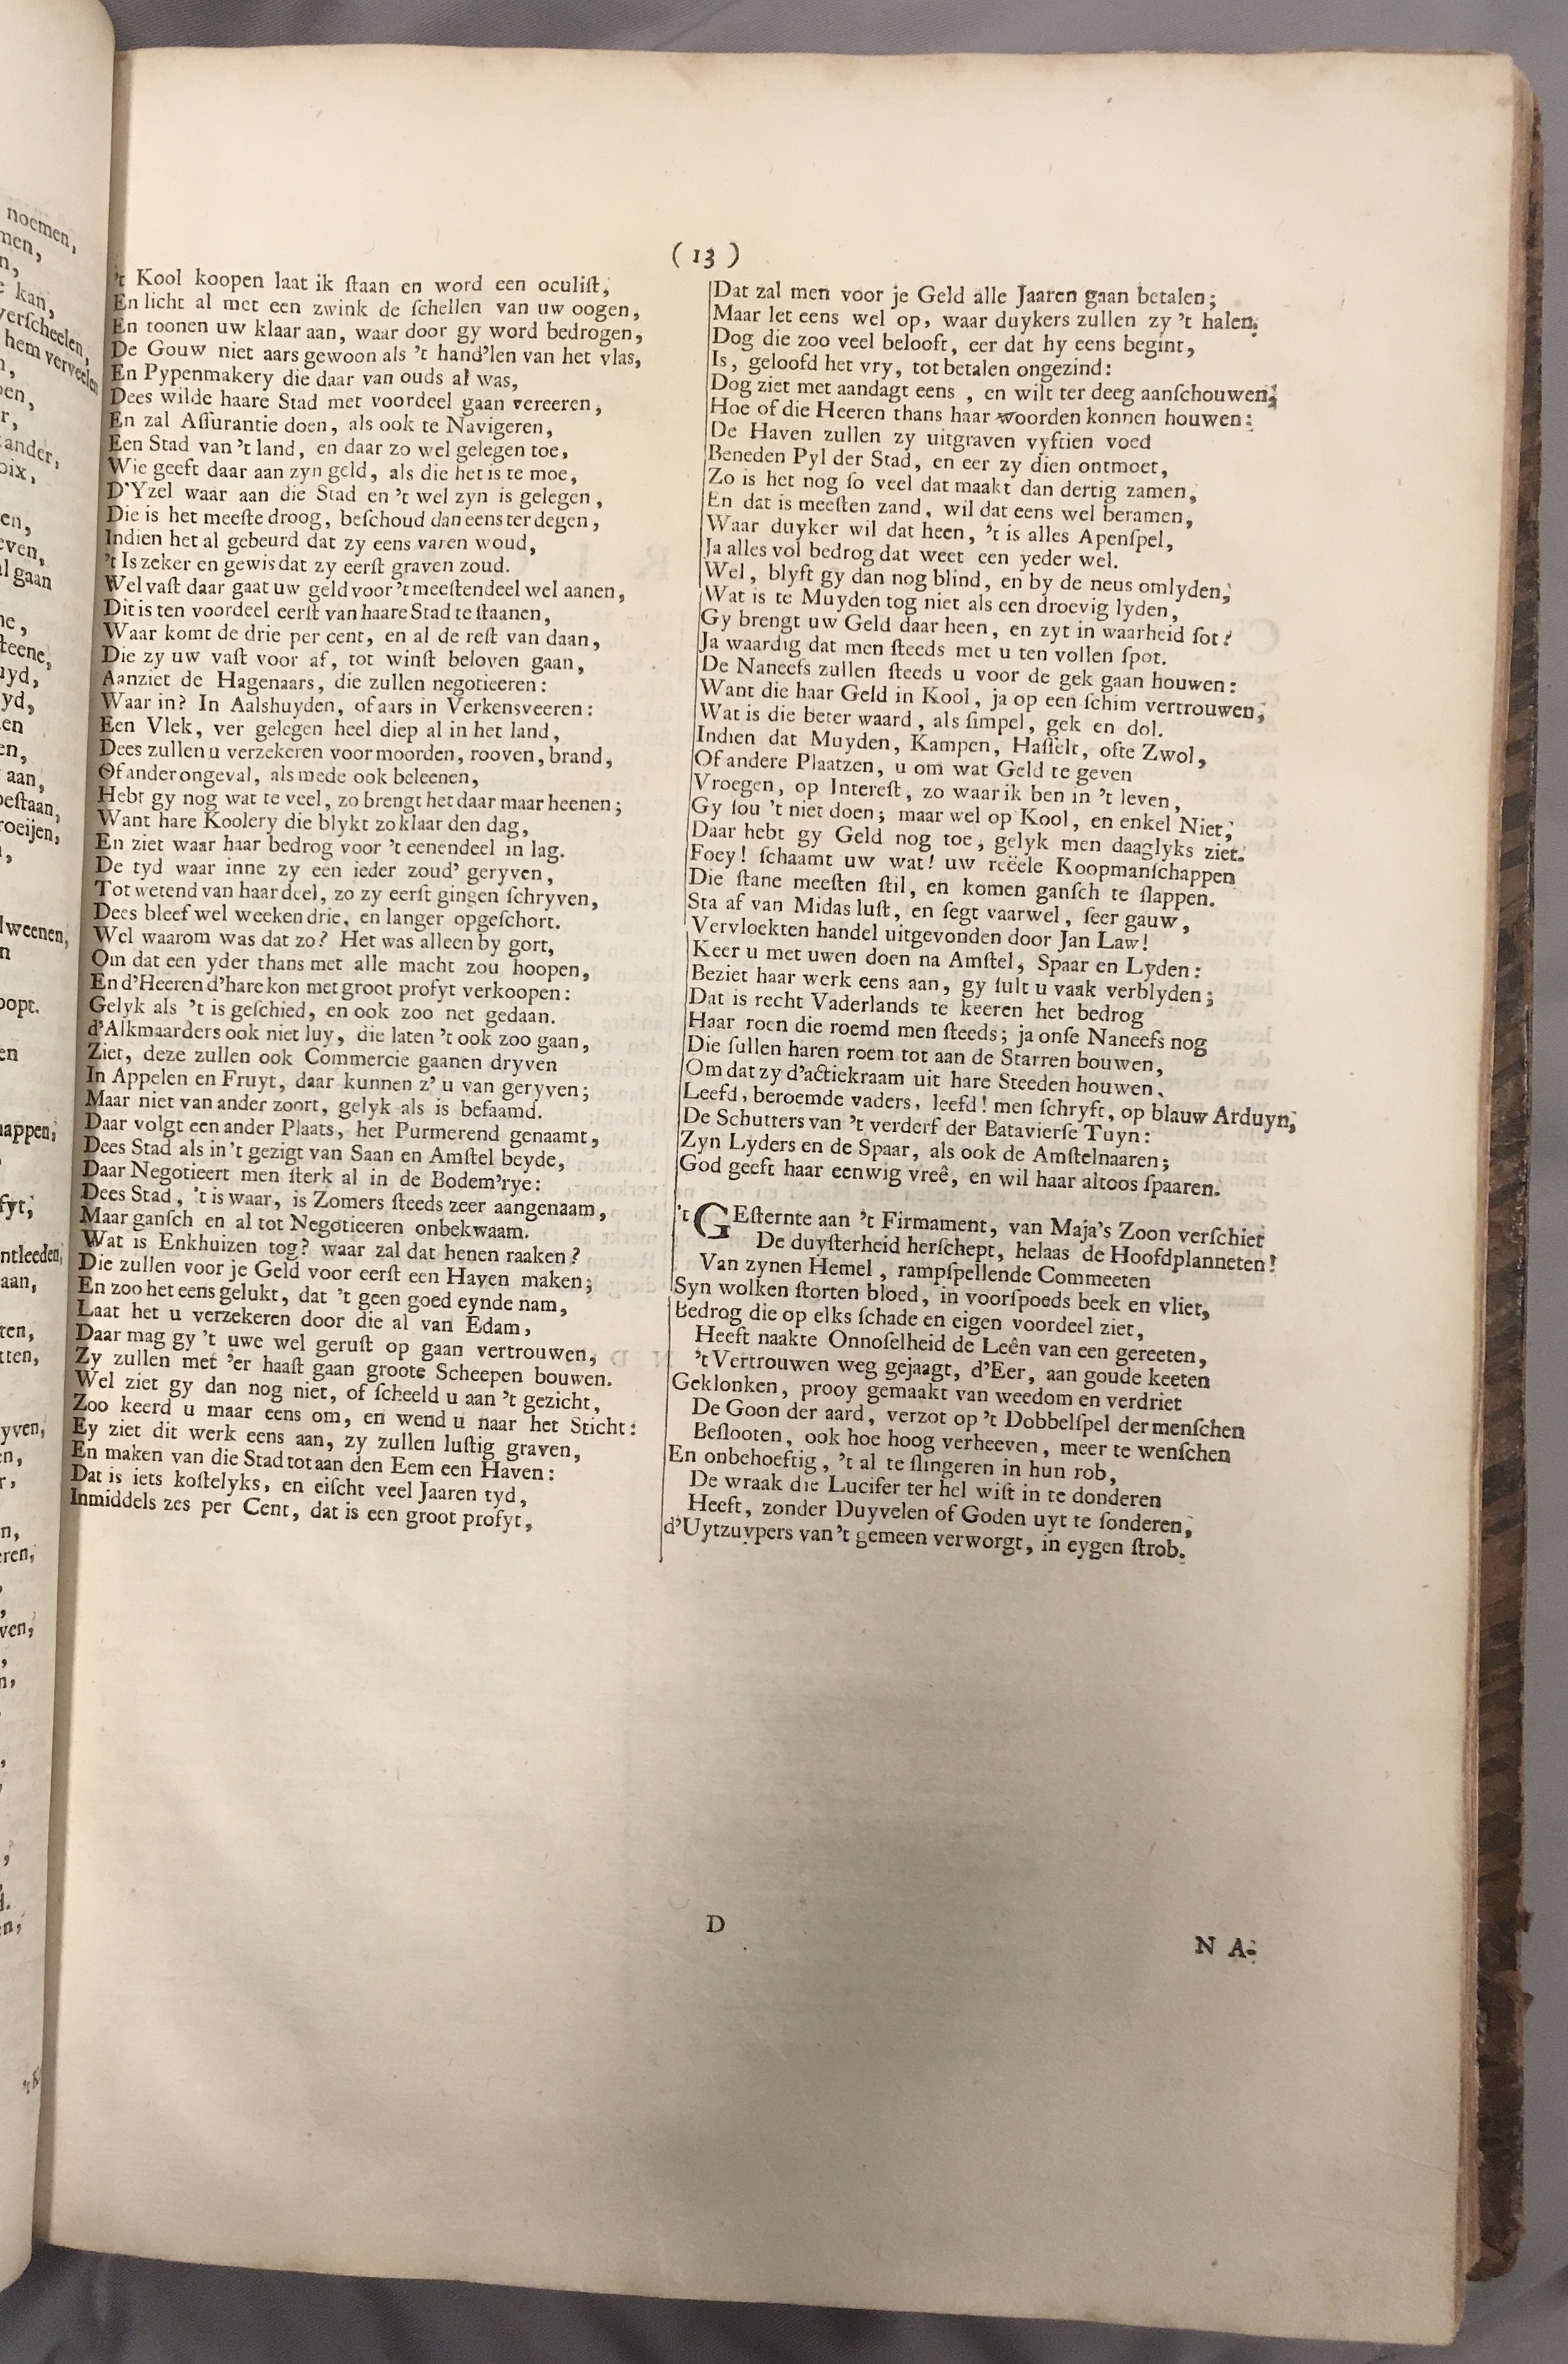 ( 13 )
't Kool koopen laat ik ſtaan en word een oculiſt,
En licht al met een zwink de ſchellen van uw oogen,
En toonen uw klaar aan, waar door gy word bedrogen,
De Gouw niet aars gewoon als 't hand'len van het vlas,
En Pypenmakery die daar van ouds al was,
Dees wilde haare Stad met voordeel gaan vereeren,
En zal Aſſurantie doen, als ook te Navigeren,
Een Stad van 't land, en daar zo wel gelegen toe,
Wie geeft daar aan zyn geld, als die het is te moe,
D'Yzel waar aan die Stad en 't wel zyn is gelegen,
Die is het meeſte droog, beſchoud dan eens ter degen,
Indien het al gebeurd dat zy eens varen woud,
't Is zeker en gewis dat zy eerſt graven zoud.
Wel vaſt daar gaat uw geld voor 't meeſtendeel wel aanen,
Dit is ten voordeel eerſt van haare Stad te ſtaanen,
Waar komt de drie per cent, en al de reſt van daan,
Die zy uw vaſt voor af, tot winſt beloven gaan,
Aanziet de Hagenaars, die zullen negotieeren:
Waar in? In Aalshuyden, of aars in Verkensveeren:
Een Vlek, ver gelegen heel diep al in het land,
Dees zullen u verzekeren voor moorden, rooven, brand,
Of ander ongeval, als mede ook beleenen,
Hebt gy nog wat te veel, zo brengt het daar maar heenen;
Want hare Koolery die blykt zo klaar den dag,
En ziet waar haar bedrog voor 't eenendeel in lag.
De tyd waar inne zy een ieder zoud' geryven,
Tot wetend van haar deel, zo zy eerſt gingen ſchryven,
Dees bleef wel weeken drie, en langer opgeſchort.
Wel waarom was dat zo? Het was alleen by gort,
Om dat een yder thans met alle macht zou hoopen,
En d'Heeren d'hare kon met groot profyt verkoopen:
Gelyk als 't is geſchied, en ook zoo net gedaan.
d'Alkmaarders ook niet luy, die laten 't ook zoo gaan,
Ziet, deze zullen ook Commercie gaanen dryven
In Appelen en Fruyt, daar kunnen z' u van geryven;
Maar niet van ander zoort, gelyk als is befaamd.
Daar volgt een ander Plaats, het Purmerend genaamt,
Dees Stad als in 't gezigt van Saan en Amſtel beyde,
Daar Negotieert men ſterk al in de Bodem'rye:
Dees Stad, 't is waar, is Zomers ſteeds zeer aangenaam,
Maar ganſch en al tot Negotieeren onbekwaam.
Wat is Enkhuizen tog? waar zal dat henen raaken?
Die zullen voor je Geld voor eerſt een Haven maken;
En zoo het eens gelukt, dat 't geen goed eynde nam,
Laat het u verzekeren door die al van Edam,
Daar mag gy 't uwe wel geruſt op gaan vertrouwen,
Zy zullen met 'er haaſt gaan groote Scheepen bouwen.
Wel ziet gy dan nog niet, of ſcheeld u aan 't gezicht,
Zoo keerd u maar eens om, en wend u naar het Sticht:
Ey ziet dit werk eens aan, zy zullen luſtig graven,
En maken van die Stad tot aan den Eem een Haven:
Dat is iets koſtelyks, en eiſcht veel Jaaren tyd,
Inmiddels zes per Cent, dat is een groot profyt,
Dat zal men voor je Geld alle Jaaren gaan betalen;
Maar let eens wel op, waar duykers zullen zy 't halen,
Dog die zoo veel belooft, eer dat hy eens begint,
Is, geloofd het vry, tot betalen ongezind:
Dog ziet met aandagt eens , en wilt ter deeg aanſchouwen,
Hoe of die Heeren thans haar woorden konnen houwen:
De Haven zullen zy uitgraven vyftien voed
Beneden Pyl der Stad, en eer zy dien ontmoet,
Zo is het nog ſo veel dat maakt dan dertig zamen,
En dat is meeſten zand, wil dat eens wel beramen,
Waar duyker wil dat heen, 't is alles Apenſpel,
Ja alles vol bedrog dat weet een yeder wel.
Wel, blyft gy dan nog blind, en by de neus omlyden,
Wat is te Muyden tog niet als een droevig lyden,
Gy brengt uw Geld daar heen, en zyt in waarheid ſot?
Ja waardig dat men ſteeds met u ten vollen ſpot.
De Naneefs zullen ſteeds u voor de gek gaan houwen:
Want die haar Geld in Kool, ja op een ſchim vertrouwen,
Wat is die beter waard, als ſimpel, gek en dol.
Indien dat Muyden, Kampen, Haſſelt, ofte Zwol,
Of andere Plaatzen, u om wat Geld te geven
Vroegen, op Intereſt, zo waar ik ben in 't leven,
Gy ſou 't niet doen; maar wel op Kool, en enkel Niet,
Daar hebt gy Geld nog toe, gelyk men daaglyks ziet.
Foey! ſchaamt uw wat! uw reëele Koopmanſchappen
Die ſtane meeſten ſtil, en komen ganſch te ſlappen.
Sta af van Midas luſt, en ſegt vaarwel, ſeer gauw,
Vervloekten handel uitgevonden door Jan Law!
Keer u met uwen doen na Amſtel, Spaar en Lyden:
Beziet haar werk eens aan, gy ſult u vaak verblyden;
Dat is recht Vaderlands te keeren het bedrog
Haar roen die roemd men ſteeds; ja onſe Naneefs nog
Die ſullen haren roem tot aan de Starren bouwen,
Om dat zy d'actiekraam uit hare Steeden houwen.
Leefd, beroemde vaders, leefd! men ſchryft, op blauw Arduyn,
De Schutters van 't verderf der Batavierſe Tuyn:
Zyn Lyders en de Spaar, als ook de Amſtelnaaren;
God geeft haar eenwig vreê, en wil haar altoos ſpaaren.
't GEſternte aan 't Firmament, van Maja's Zoon verſchiet
De duyſterheid herſchept, helaas de Hoofdplanneten!
Van zynen Hemel, rampſpellende Commeeten
Syn wolken ſtorten bloed, in voorſpoeds beek en vliet,
Bedrog die op elks ſchade en eigen voordeel ziet,
Heeft naakte Onnoſelheid de Leên van een gereeten,
't Vertrouwen weg gejaagt, d'Eer, aan goude keeten
Geklonken, prooy gemaakt van weedom en verdriet
De Goon der aard, verzot op 't Dobbelſpel der menſchen
Beſlooten, ook hoe hoog verheeven, meer te wenſchen
En onbehoeftig, 't al te ſlingeren in hun rob,
De wraak die Lucifer ter hel wiſt in te donderen
Heeft, zonder Duyvelen of Goden uyt te ſonderen,
d'Uytzuypers van 't gemeen verworgt, in eygen ſtrob.
D
N A-